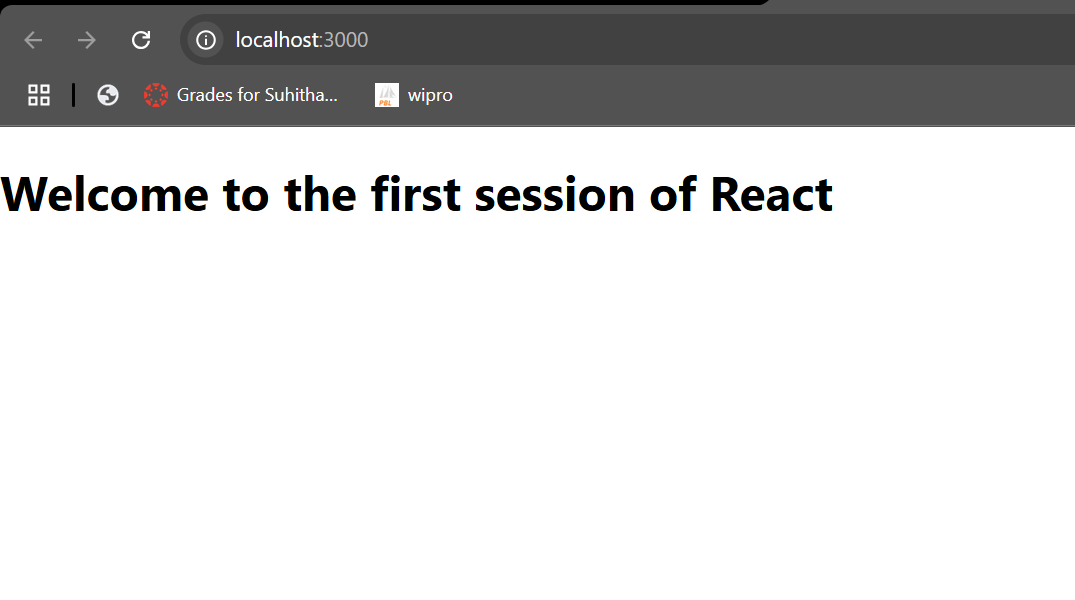 localhost:3000
Grades for Suhitha... wipro
Welcome to the first session of React